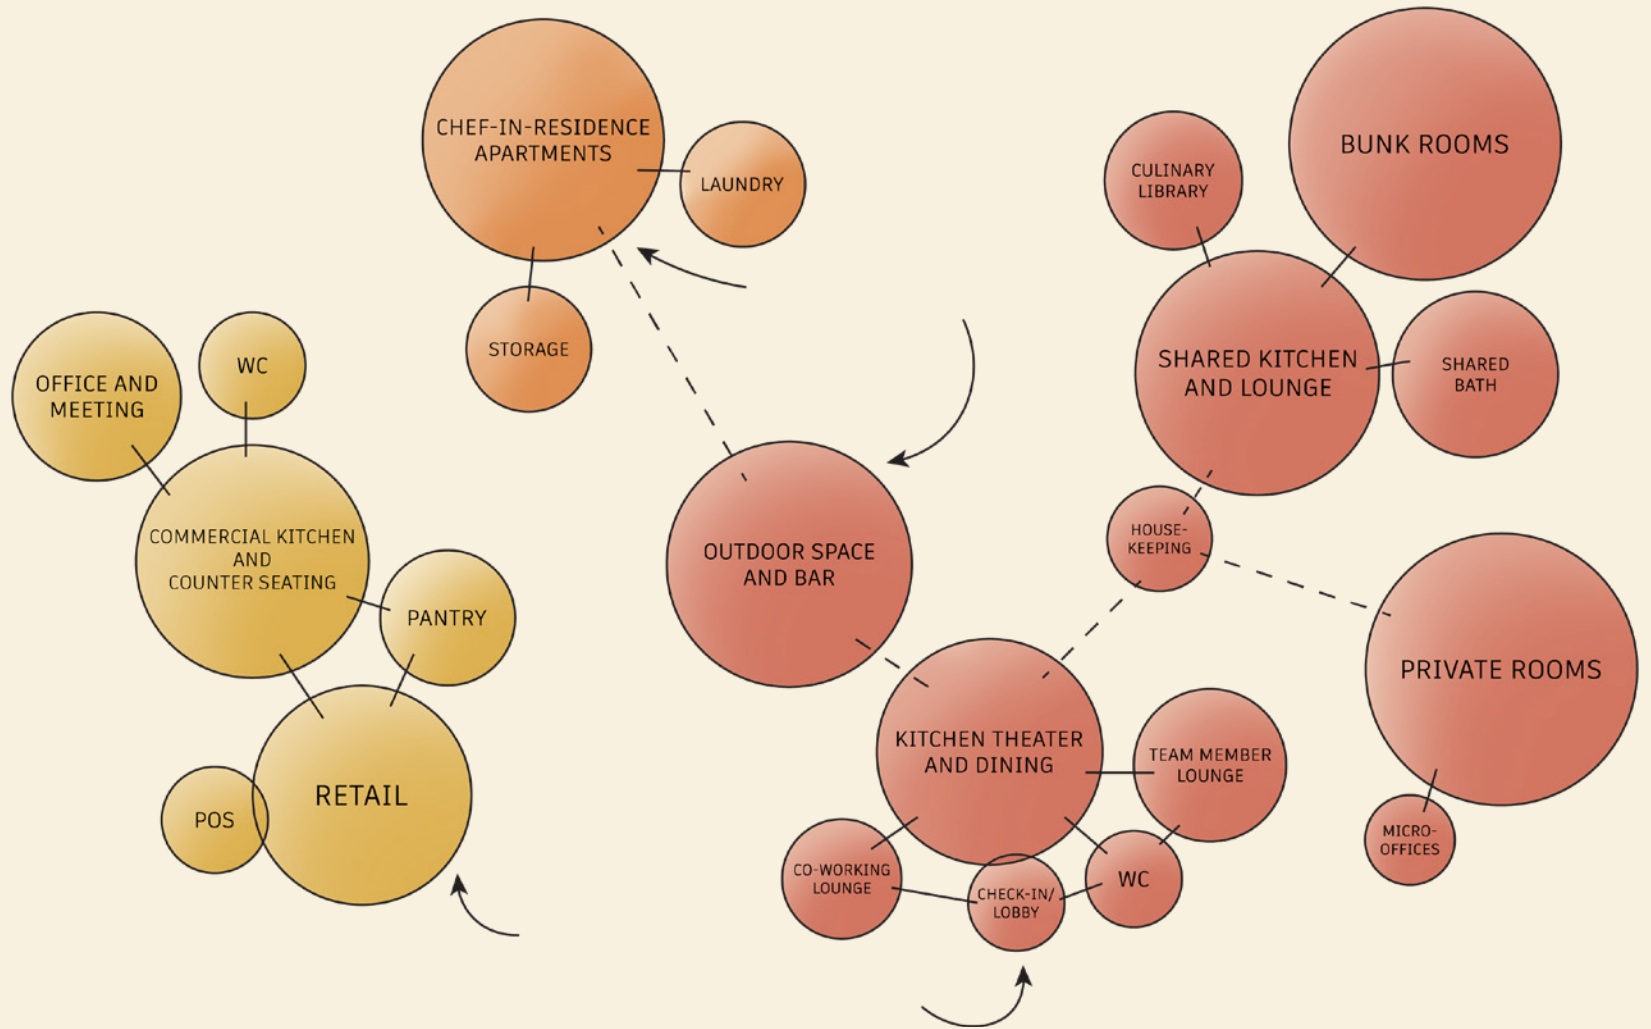 CHEF-IN-RESIDENCE
APARTMENTS
LAUNDRY
STORAGE
OFFICE AND
MEETING
WC
COMMERCIAL KITCHEN
AND
COUNTER SEATING
PANTRY
RETAIL
POS
OUTDOOR SPACE
AND BAR
BUNK ROOMS
CULINARY
LIBRARY
SHARED KITCHEN
AND LOUNGE
SHARED
BATH
HOUSE-
KEEPING
PRIVATE ROOMS
MICRO-
OFFICES
KITCHEN THEATER
AND DINING
TEAM MEMBER
LOUNGE
CO-WORKING
LOUNGE
CHECK-IN/
LOBBY
WC